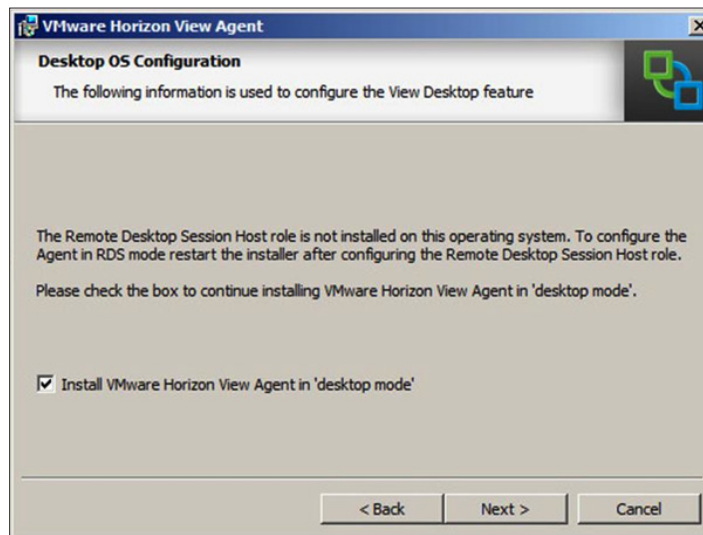 VMware Horizon View Agent
Desktop OS Configuration
The following information is used to configure the View Desktop feature
The Remote Desktop Session Host role is not installed on this operating system. To configure the
Agent in RDS mode restart the installer after configuring the Remote Desktop Session Host role.
Please check the box to continue installing VMware Horizon View Agent in 'desktop mode'.
Install VMware Horizon View Agent in 'desktop mode'
< Back Next > Cancel